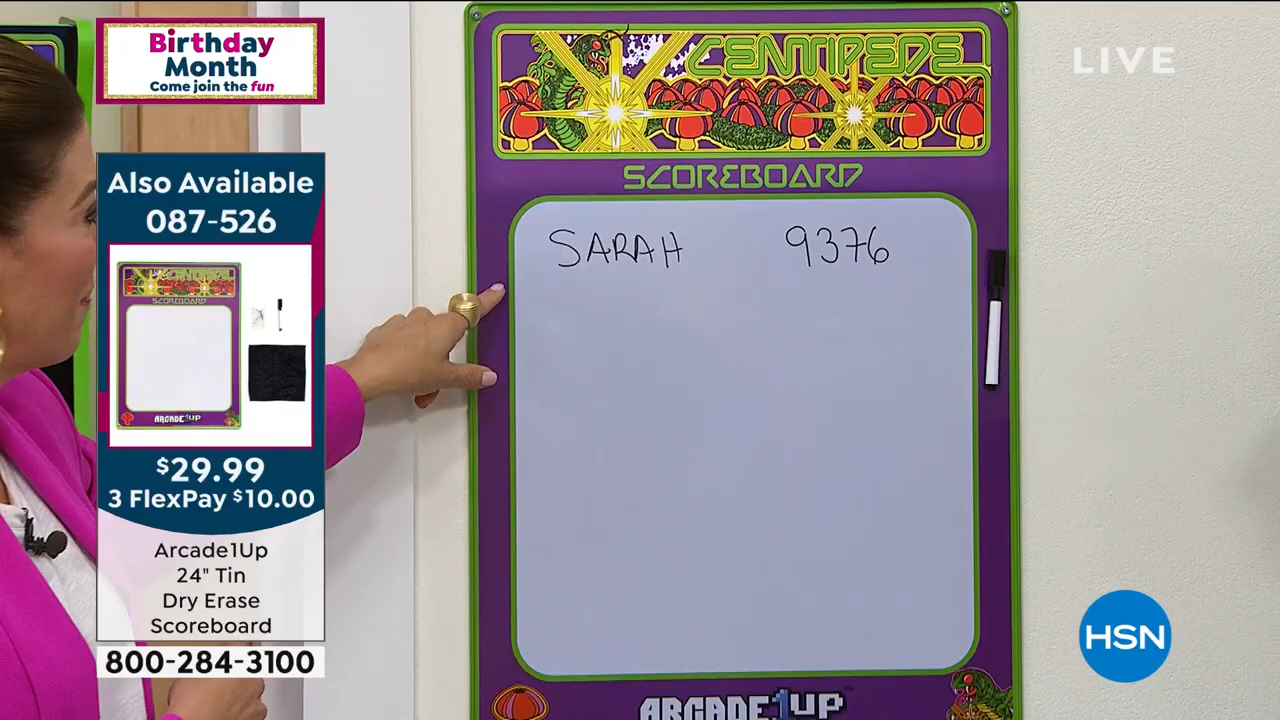 Birthday
Month
Come join the fun
LIVE
Also Available
087-526
CENTIPEDE
SCOREBOARD
ARCADE1UP
$29.99
3 FlexPay $10.00
Arcade1Up
24" Tin
Dry Erase
Scoreboard
800-284-3100
CENTIPEDE
SCOREBOARD
SARAH 9376
ARCADE1UP™
HSN